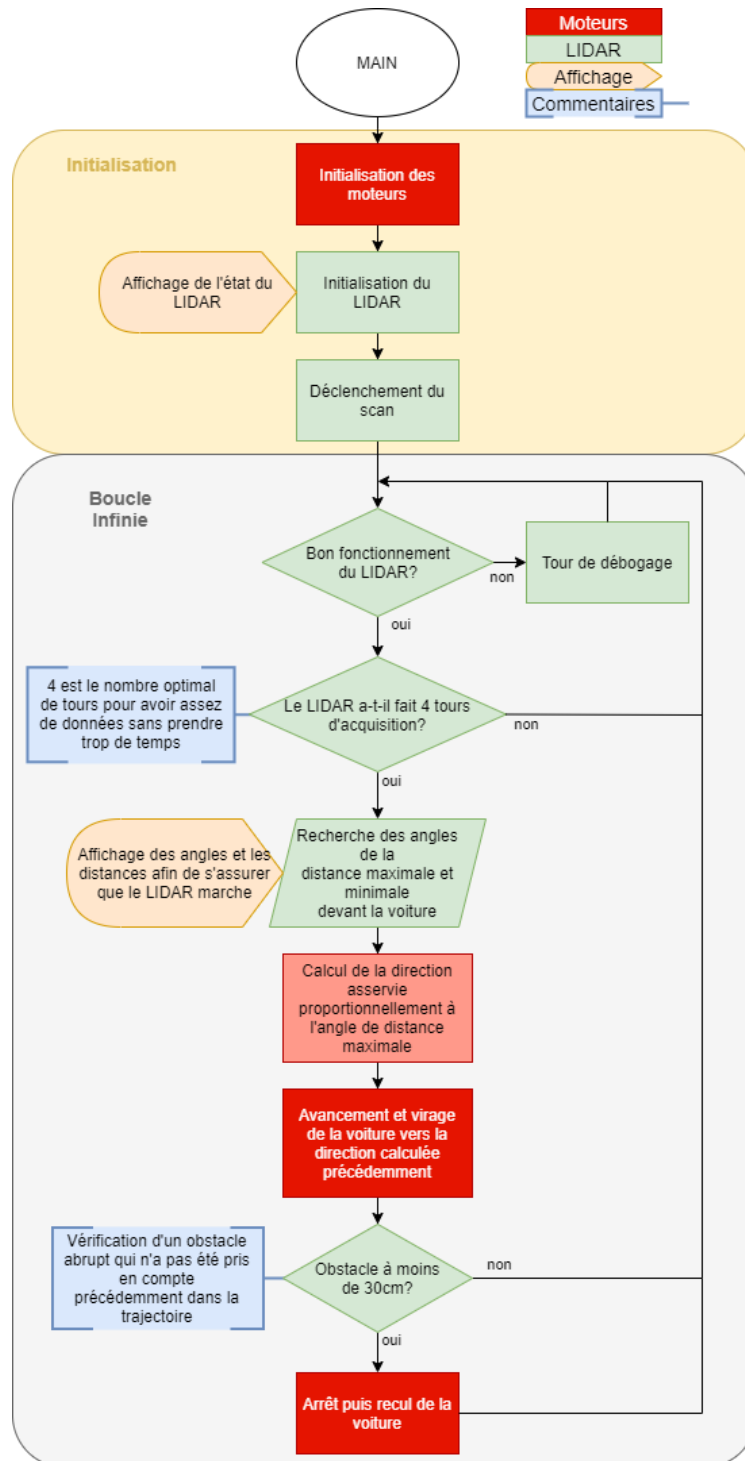 MAIN
Moteurs
LIDAR
Affichage
Commentaires
Initialisation
Initialisation des
moteurs
Affichage de l'état du
LIDAR
Initialisation du
LIDAR
Déclenchement du
scan
Boucle
Infinie
Bon fonctionnement
du LIDAR?
non
Tour de débogage
oui
4 est le nombre optimal
de tours pour avoir assez
de données sans prendre
trop de temps
Le LIDAR a-t-il fait 4 tours
d'acquisition?
non
oui
Affichage des angles et les
distances afin de s'assurer
que le LIDAR marche
Recherche des angles
de la
distance maximale et
minimale
devant la voiture
Calcul de la direction
asservie
proportionnellement à
l'angle de distance
maximale
Avancement et virage
de la voiture vers la
direction calculée
précédemment
Vérification d'un obstacle
abrupt qui n'a pas été pris
en compte
précédemment dans la
trajectoire
Obstacle à moins
de 30cm?
non
oui
Arrêt puis recul de la
voiture